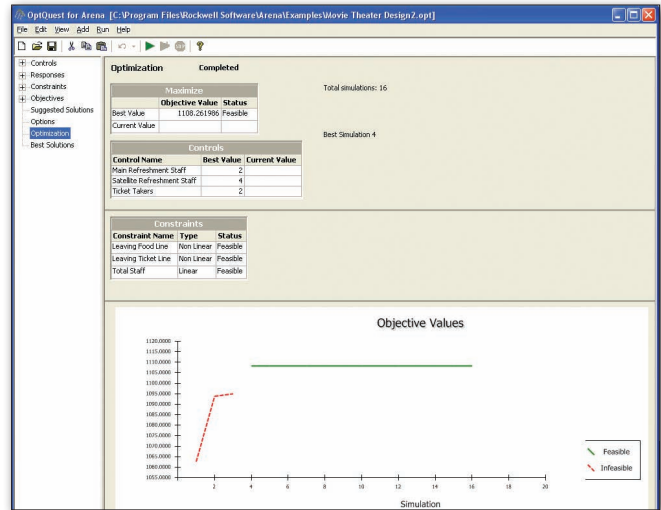 OptQuest for Arena [C:\Program Files\Rockwell Software\Arena\Examples\Movie Theater Design2.opt]
File Edit View Add Run Help
Controls
Responses
Constraints
Objectives
Suggested Solutions
Options
Optimization
Best Solutions
Optimization Completed
Total simulations: 16
Maximize
Objective Value Status
Best Value 1108.261986 Feasible
Current Value
Best Simulation 4
Controls
Control Name Best Value Current Value
Main Refreshment Staff 2
Satellite Refreshment Staff 4
Ticket Takers 2
Constraints
Constraint Name Type Status
Leaving Food Line Non Linear Feasible
Leaving Ticket Line Non Linear Feasible
Total Staff Linear Feasible
Objective Values
1120.0000
1115.0000
1110.0000
1105.0000
1100.0000
1095.0000
1090.0000
1085.0000
1080.0000
1075.0000
1070.0000
1065.0000
1060.0000
1055.0000
2 4 6 8 10 12 14 16 18 20
Simulation
Feasible
Infeasible